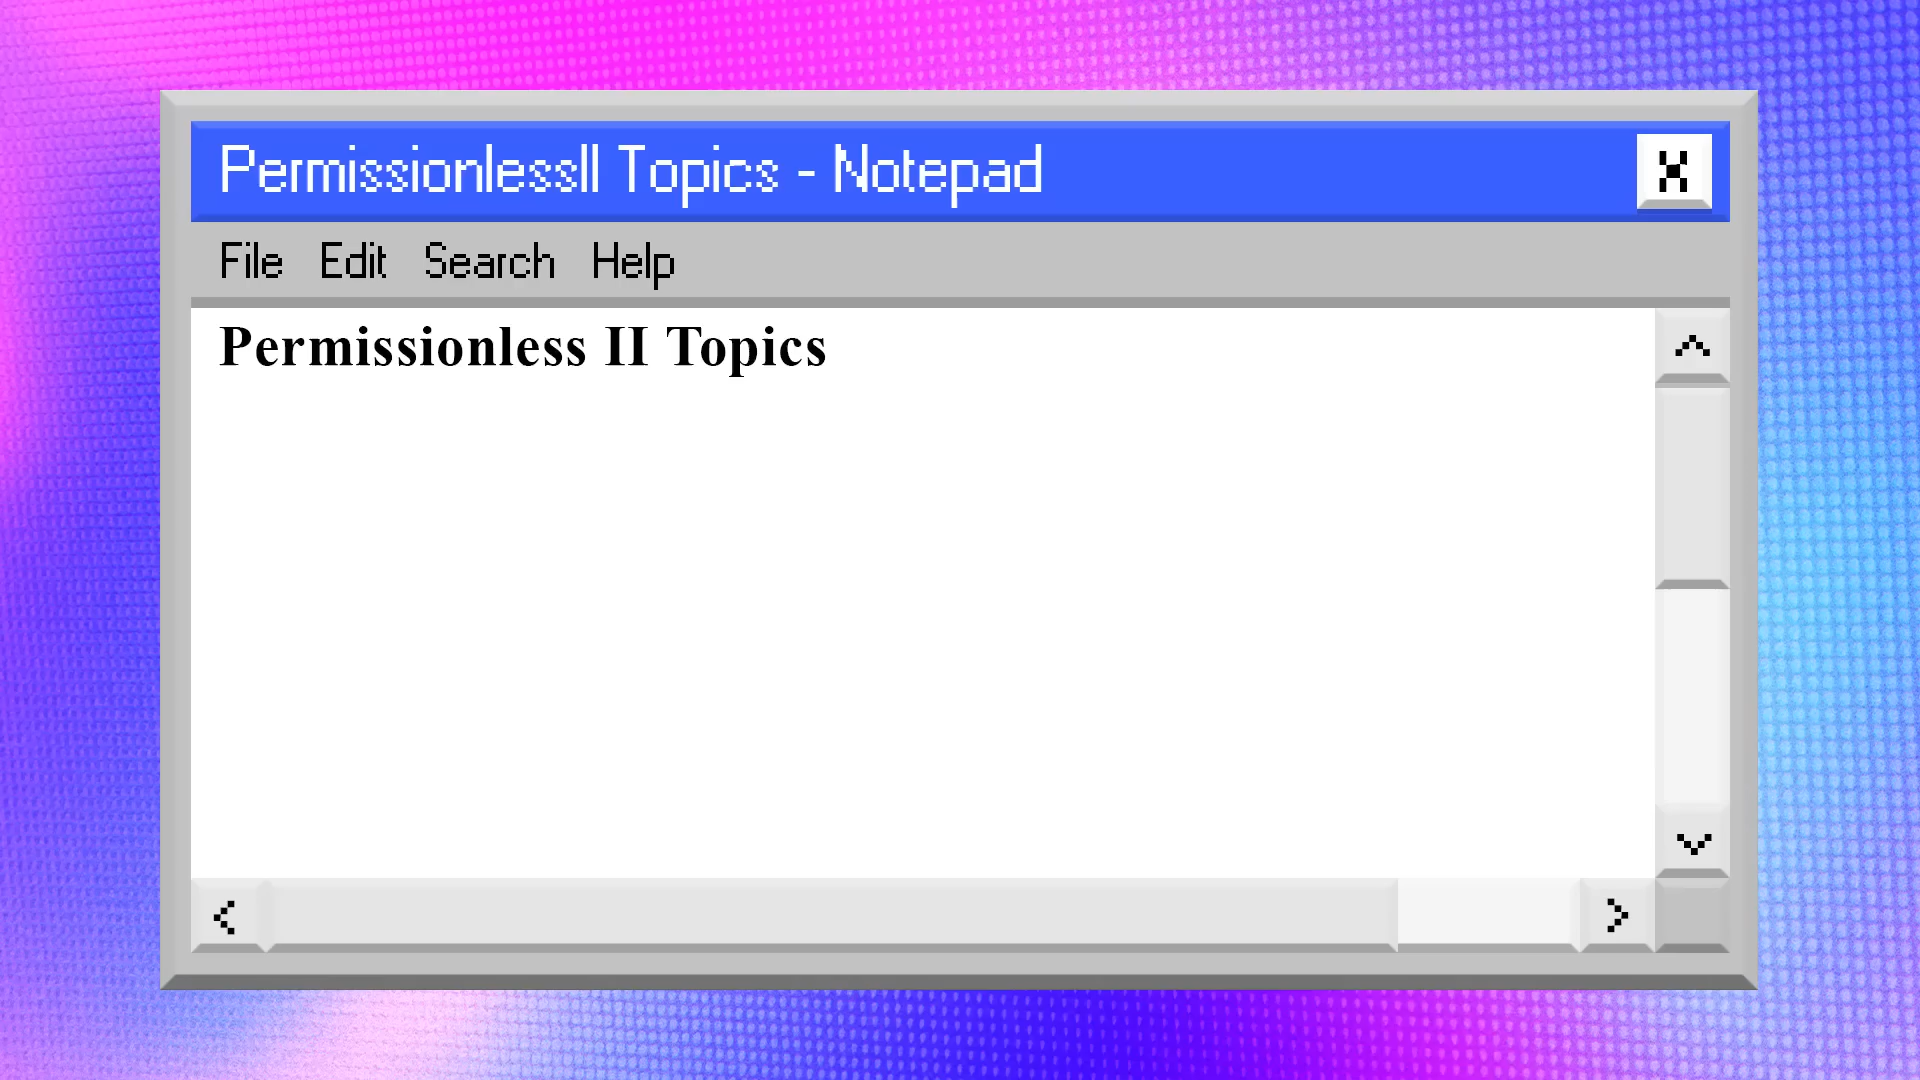 PermissionlessII Topics - Notepad
X
File Edit Search Help
Permissionless II Topics